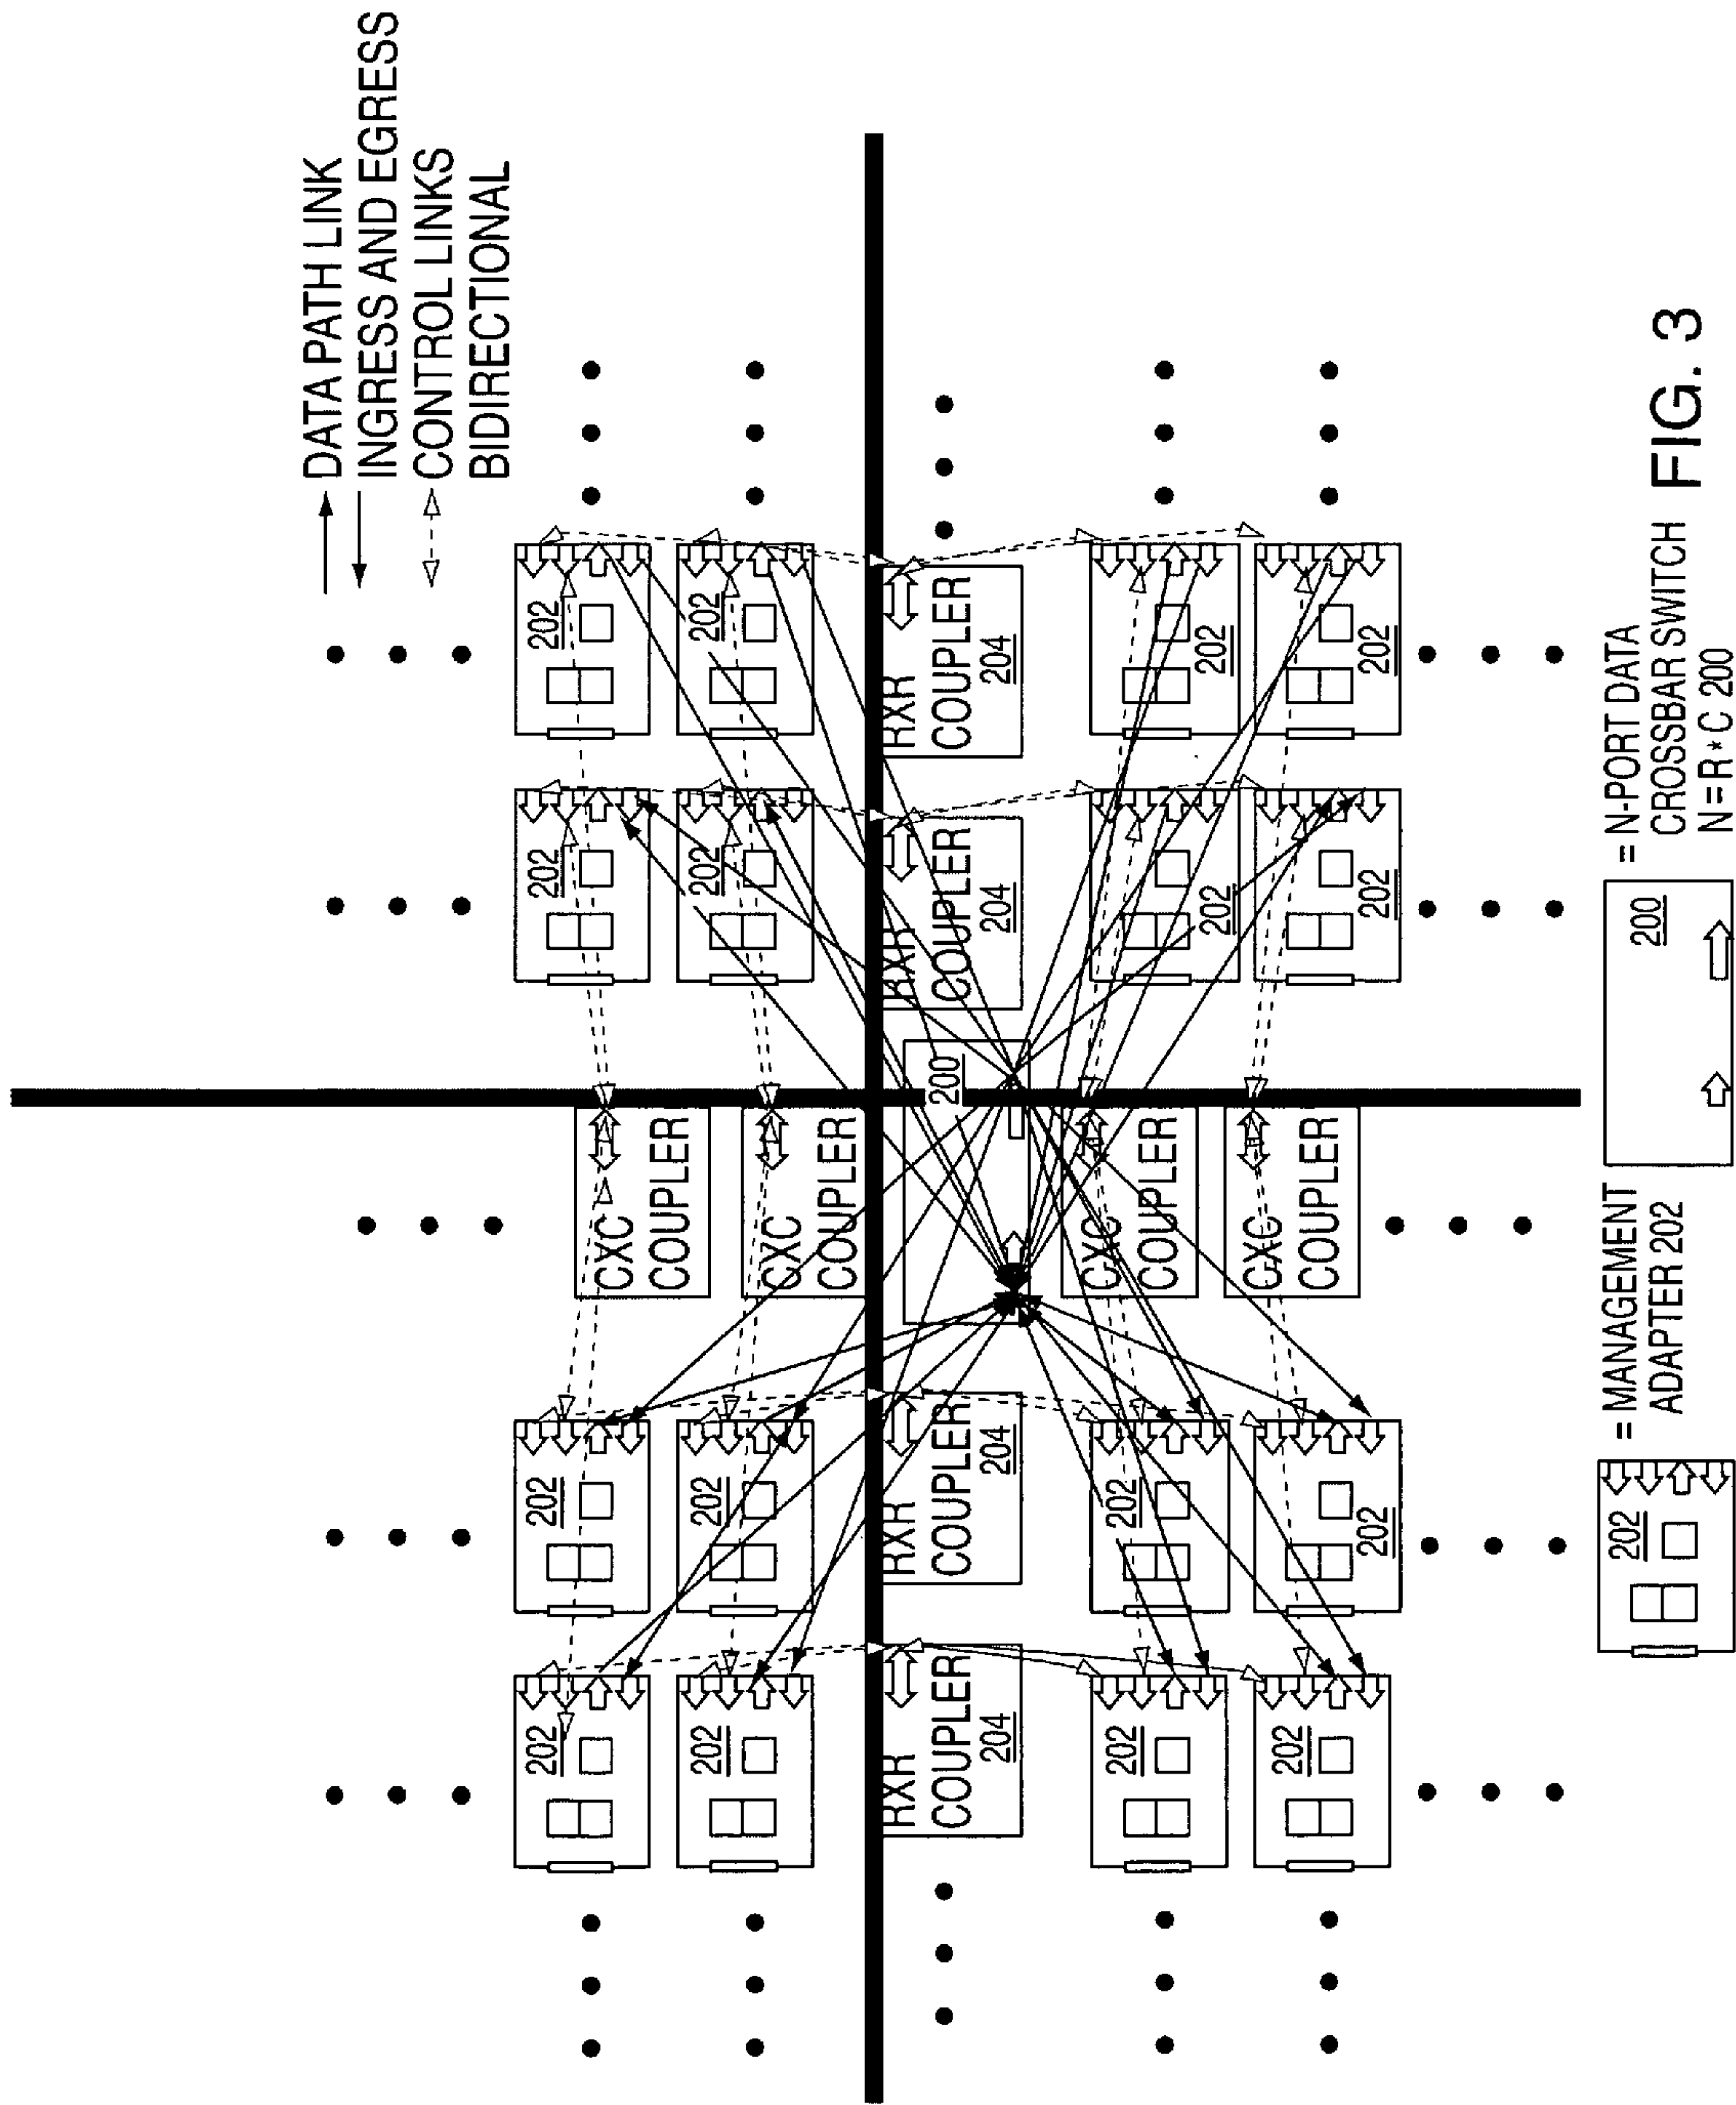 DATA PATH LINK
INGRESS AND EGRESS
CONTROL LINKS
BIDIRECTIONAL
202
202
202
202
CXC
COUPLER
202
202
202
202
CXC
COUPLER
RXR
COUPLER
204
RXR
COUPLER
204
200
RXR
COUPLER
204
RXR
COUPLER
204
CXC
COUPLER
202
202
202
202
CXC
COUPLER
202
202
202
202
202
= MANAGEMENT
ADAPTER 202
200
= N-PORT DATA
CROSSBAR SWITCH
N=R*C 200
FIG. 3